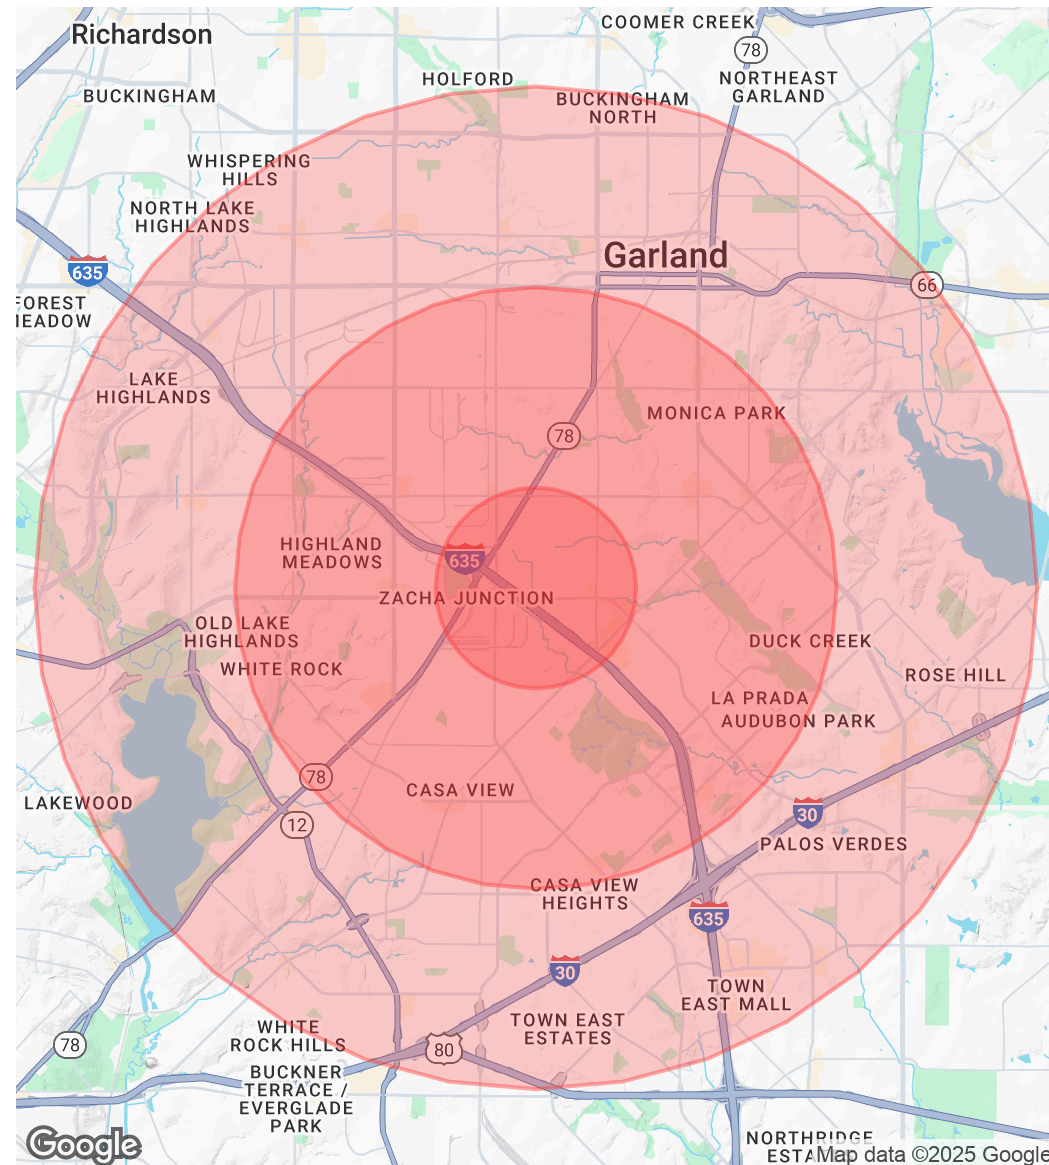 COOMER CREEK
Richardson
78
HOLFORD
NORTHEAST
GARLAND
BUCKINGHAM
BUCKINGHAM
NORTH
WHISPERING
HILLS
NORTH LAKE
HIGHLANDS
Garland
635
66
FOREST
MEADOW
LAKE
HIGHLANDS
MONICA PARK
78
HIGHLAND
MEADOWS
635
ZACHA JUNCTION
OLD LAKE
HIGHLANDS
DUCK CREEK
WHITE ROCK
ROSE HILL
LA PRADA
AUDUBON PARK
78
CASA VIEW
LAKEWOOD
12
30
PALOS VERDES
CASA VIEW
HEIGHTS
635
30
TOWN
EAST MALL
WHITE
ROCK HILLS
TOWN EAST
ESTATES
78
80
BUCKNER
TERRACE /
EVERGLADE
PARK
NORTHRIDGE
Google
Map data ©2025 Google